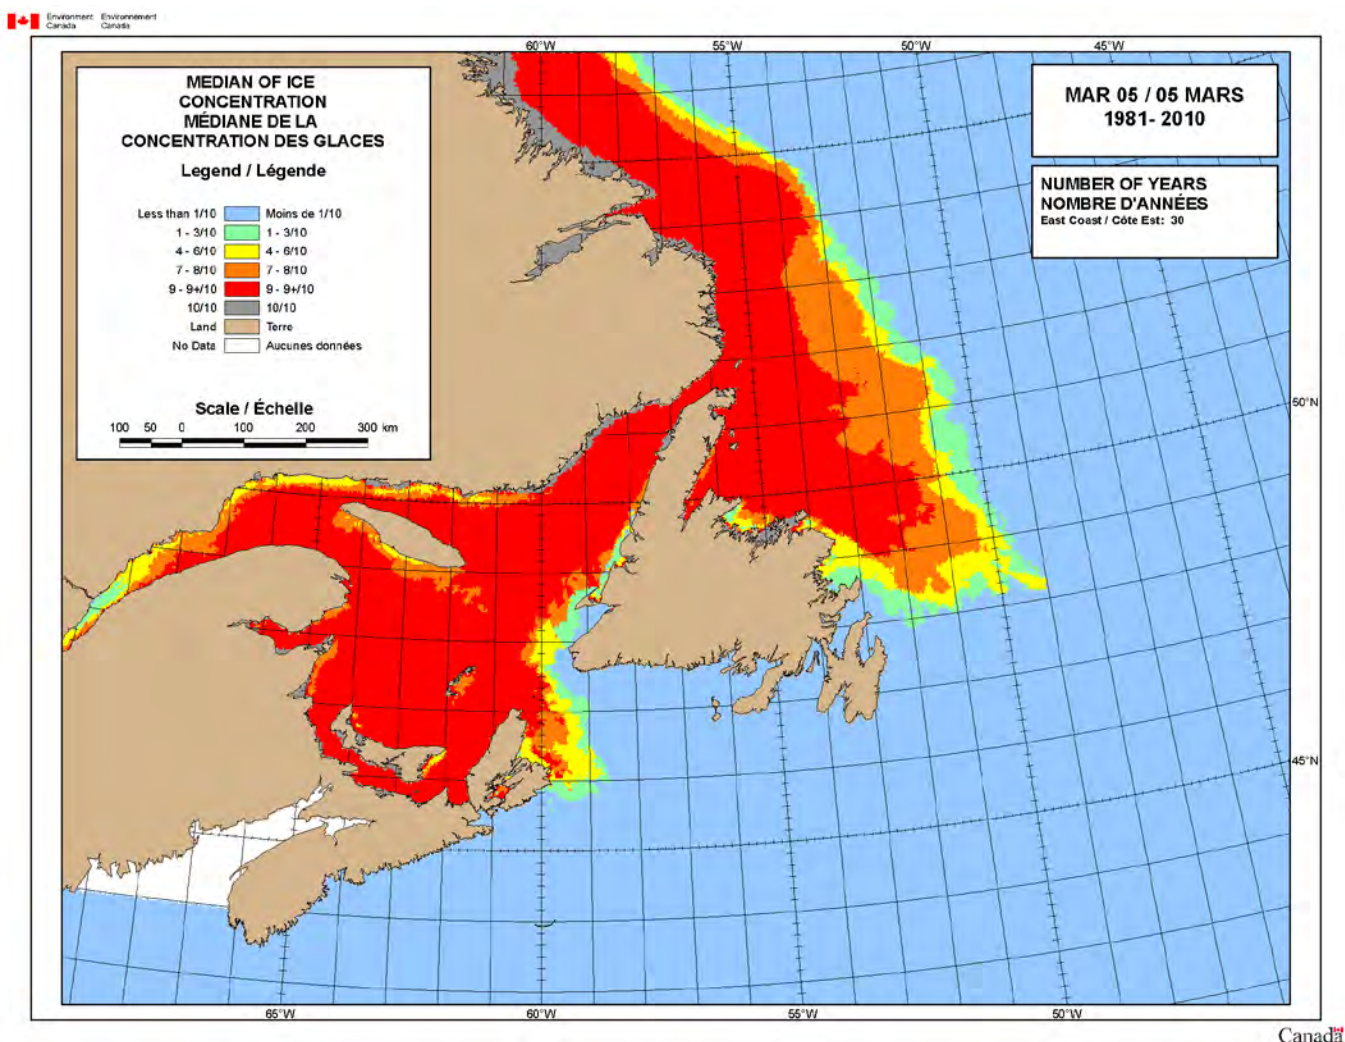 Environment Environnement
Canada Canada
60°W 55°W 50°W 45°W
MEDIAN OF ICE
CONCENTRATION
MÉDIANE DE LA
CONCENTRATION DES GLACES
Legend / Légende
Less than 1/10 Moins de 1/10
1 - 3/10 1 - 3/10
4 - 6/10 4 - 6/10
7 - 8/10 7 - 8/10
9 - 9+/10 9 - 9+/10
10/10 10/10
Land Terre
No Data Aucunes données
Scale / Échelle
100 50 0 100 200 300 km
MAR 05 / 05 MARS
1981- 2010
NUMBER OF YEARS
NOMBRE D'ANNÉES
East Coast / Côte Est: 30
50°N
45°N
65°W 60°W 55°W 50°W
Canada